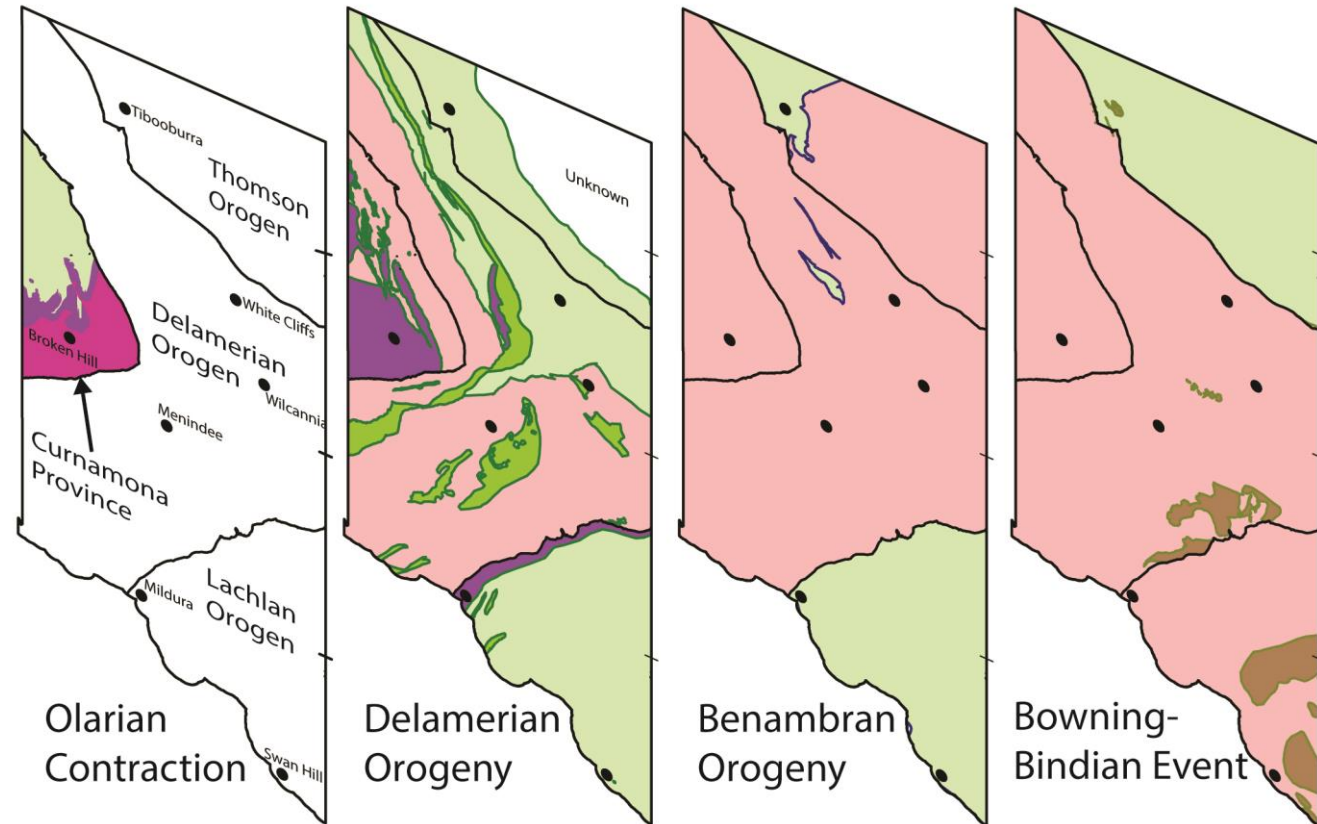 Tibooburra
Thomson
Orogen
White Cliffs
Delamerian
Orogen
Broken Hill
Wilcannia
Menindee
Curnamona
Province
Lachlan
Orogen
Mildura
Swan Hill
Olarian
Contraction
Unknown
Delamerian
Orogeny
Benambran
Orogeny
Bowning-
Bindian Event